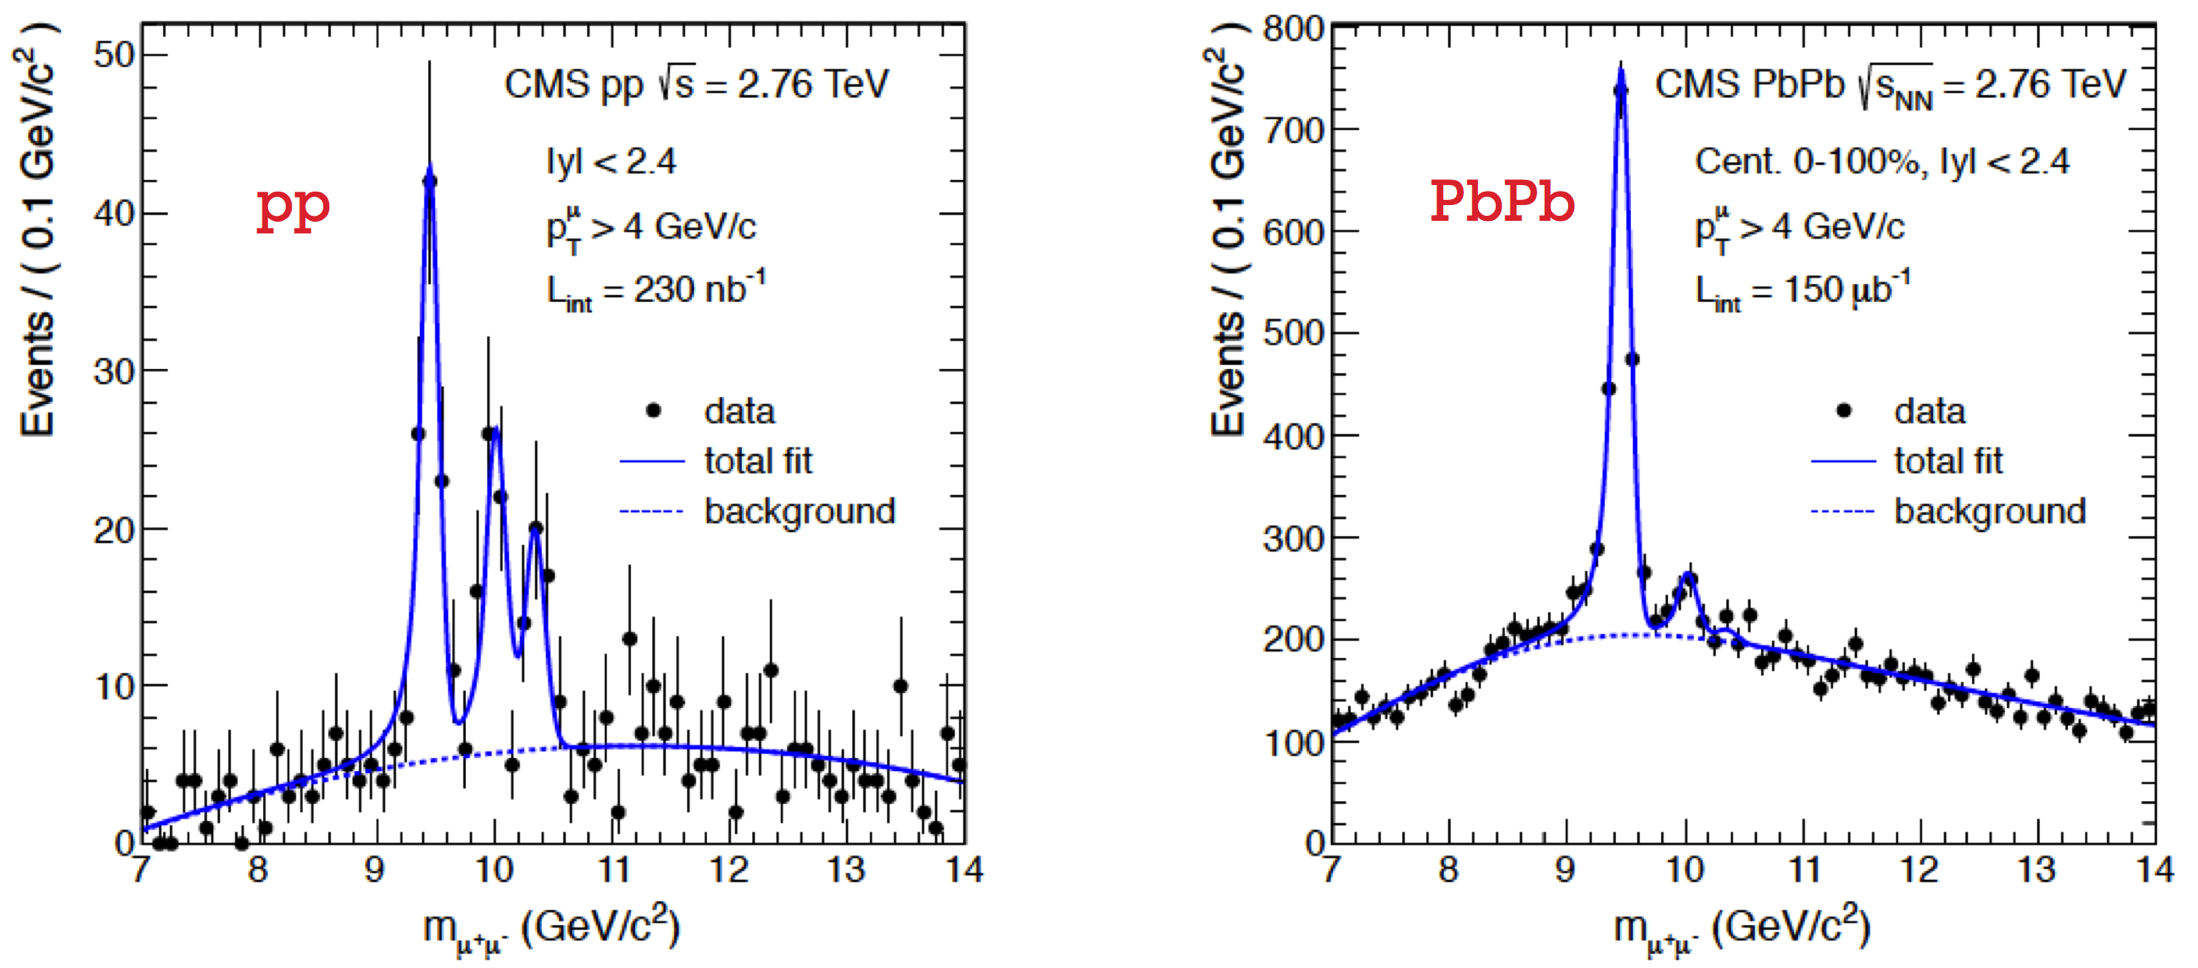 Events / ( 0.1 GeV/c² )
50
40
30
20
10
0
CMS pp √s = 2.76 TeV
|y| < 2.4
p_T^μ > 4 GeV/c
L_int = 230 nb⁻¹
pp
data
total fit
background
7 8 9 10 11 12 13 14
m_μ⁺μ⁻ (GeV/c²)
Events / ( 0.1 GeV/c² )
800
700
600
500
400
300
200
100
0
CMS PbPb √s_NN = 2.76 TeV
Cent. 0-100%, |y| < 2.4
p_T^μ > 4 GeV/c
L_int = 150 μb⁻¹
PbPb
data
total fit
background
7 8 9 10 11 12 13 14
m_μ⁺μ⁻ (GeV/c²)